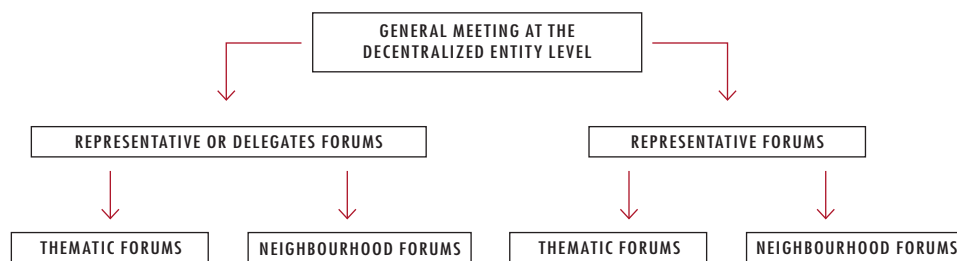 GENERAL MEETING AT THE
DECENTRALIZED ENTITY LEVEL
REPRESENTATIVE OR DELEGATES FORUMS
REPRESENTATIVE FORUMS
THEMATIC FORUMS
NEIGHBOURHOOD FORUMS
THEMATIC FORUMS
NEIGHBOURHOOD FORUMS